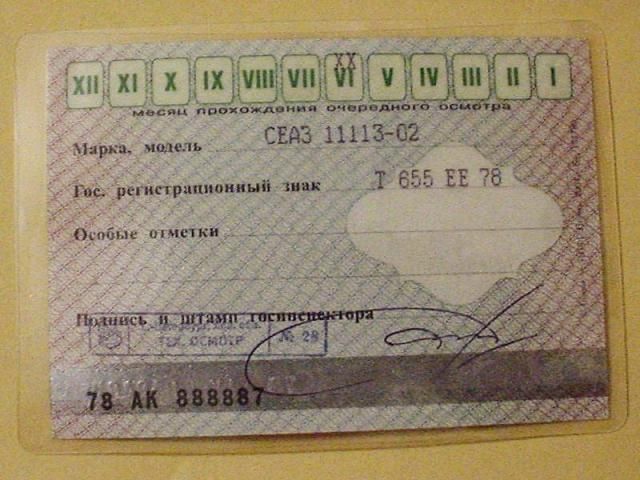 XX
XII XI X IX VIII VII VI V IV III II I
месяц прохождения очередного осмотра
Марка, модель СЕАЗ 11113-02
Гос. регистрационный знак Т 655 ЕЕ 78
Особые отметки
Подпись и штамп госинспектора
ТЕХ.ОСМОТР № 28
78 АК 888887